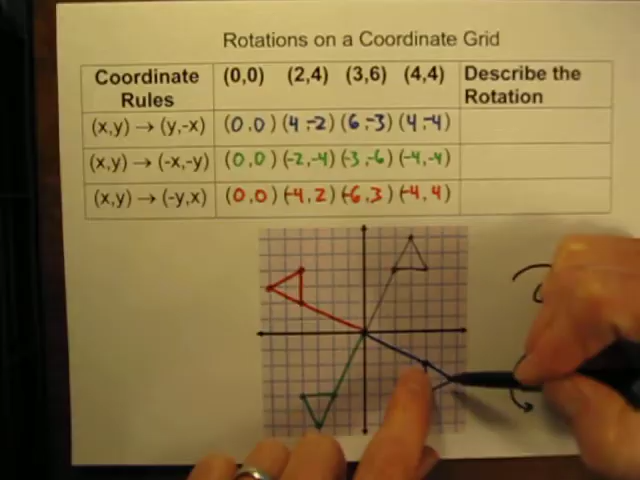 Rotations on a Coordinate Grid
Coordinate Rules (0,0) (2,4) (3,6) (4,4) Describe the Rotation
(x,y) → (y,-x) (0,0) (4,-2) (6,-3) (4,-4)
(x,y) → (-x,-y) (0,0) (-2,-4) (-3,-6) (-4,-4)
(x,y) → (-y,x) (0,0) (-4,2) (-6,3) (-4,4)